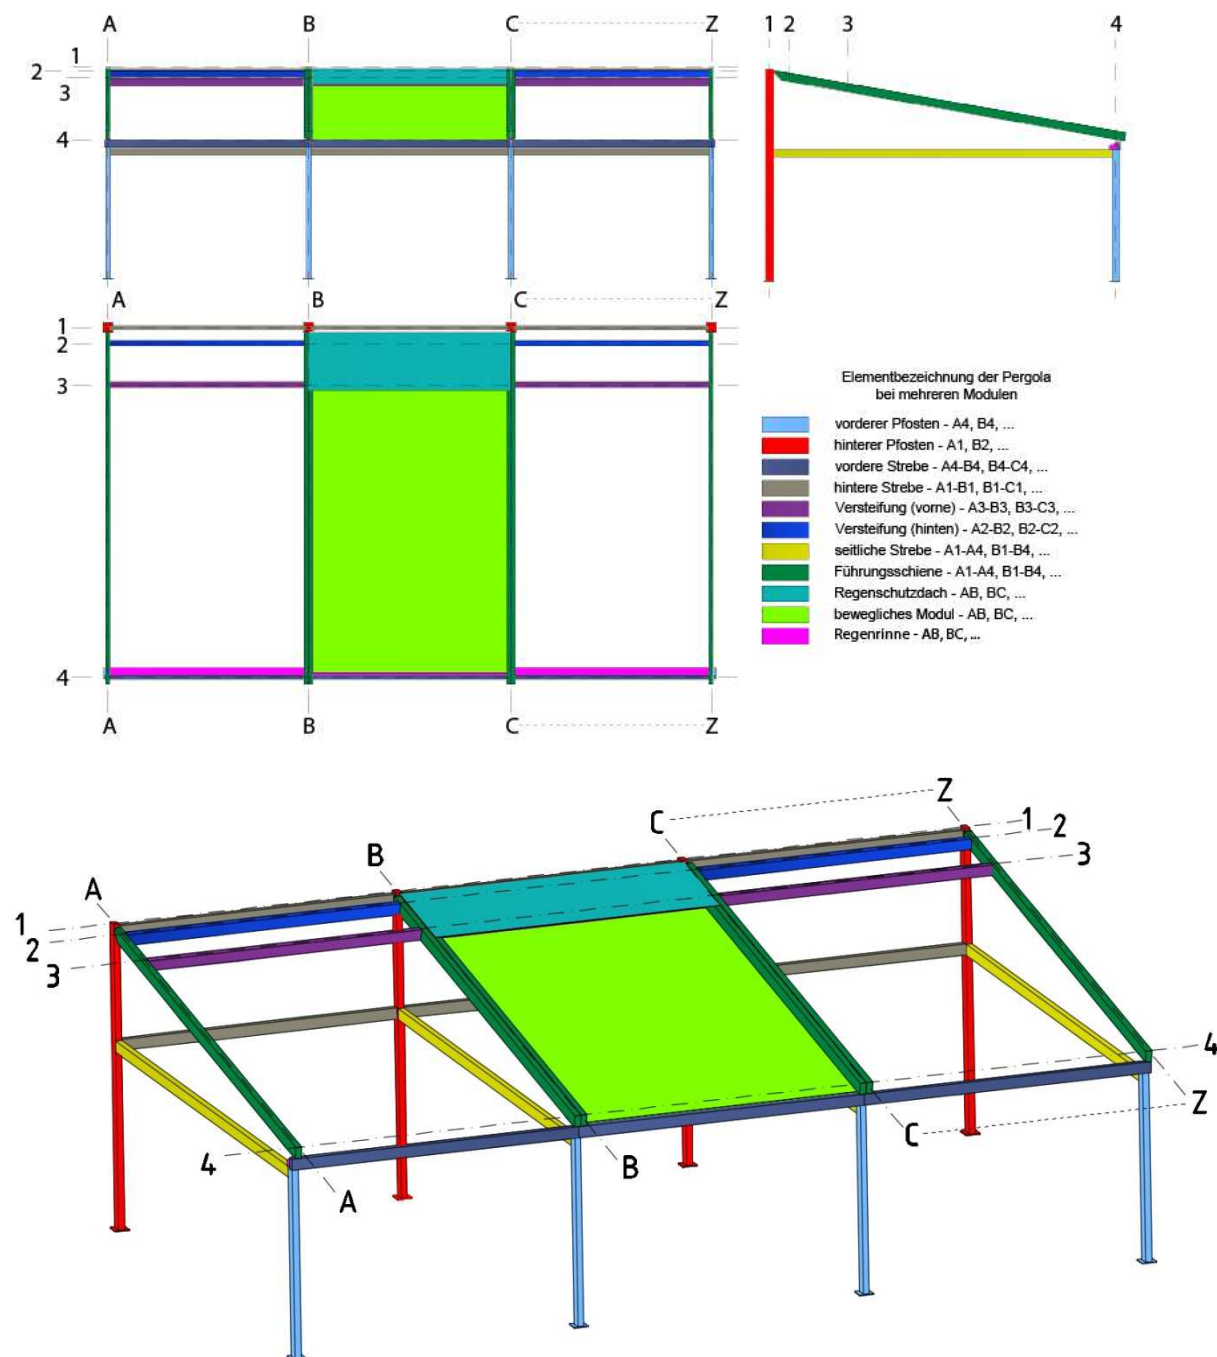 A B C Z
1
2
3
4
1 2 3 4
A B C Z
1
2
3
4
A B C Z
Elementbezeichnung der Pergola
bei mehreren Modulen
vorderer Pfosten - A4, B4, ...
hinterer Pfosten - A1, B2, ...
vordere Strebe - A4-B4, B4-C4, ...
hintere Strebe - A1-B1, B1-C1, ...
Versteifung (vorne) - A3-B3, B3-C3, ...
Versteifung (hinten) - A2-B2, B2-C2, ...
seitliche Strebe - A1-A4, B1-B4, ...
Führungsschiene - A1-A4, B1-B4, ...
Regenschutzdach - AB, BC, ...
bewegliches Modul - AB, BC, ...
Regenrinne - AB, BC, ...
Z
C
1
2
B
3
A
1
2
3
4
Z
C
4
B
A